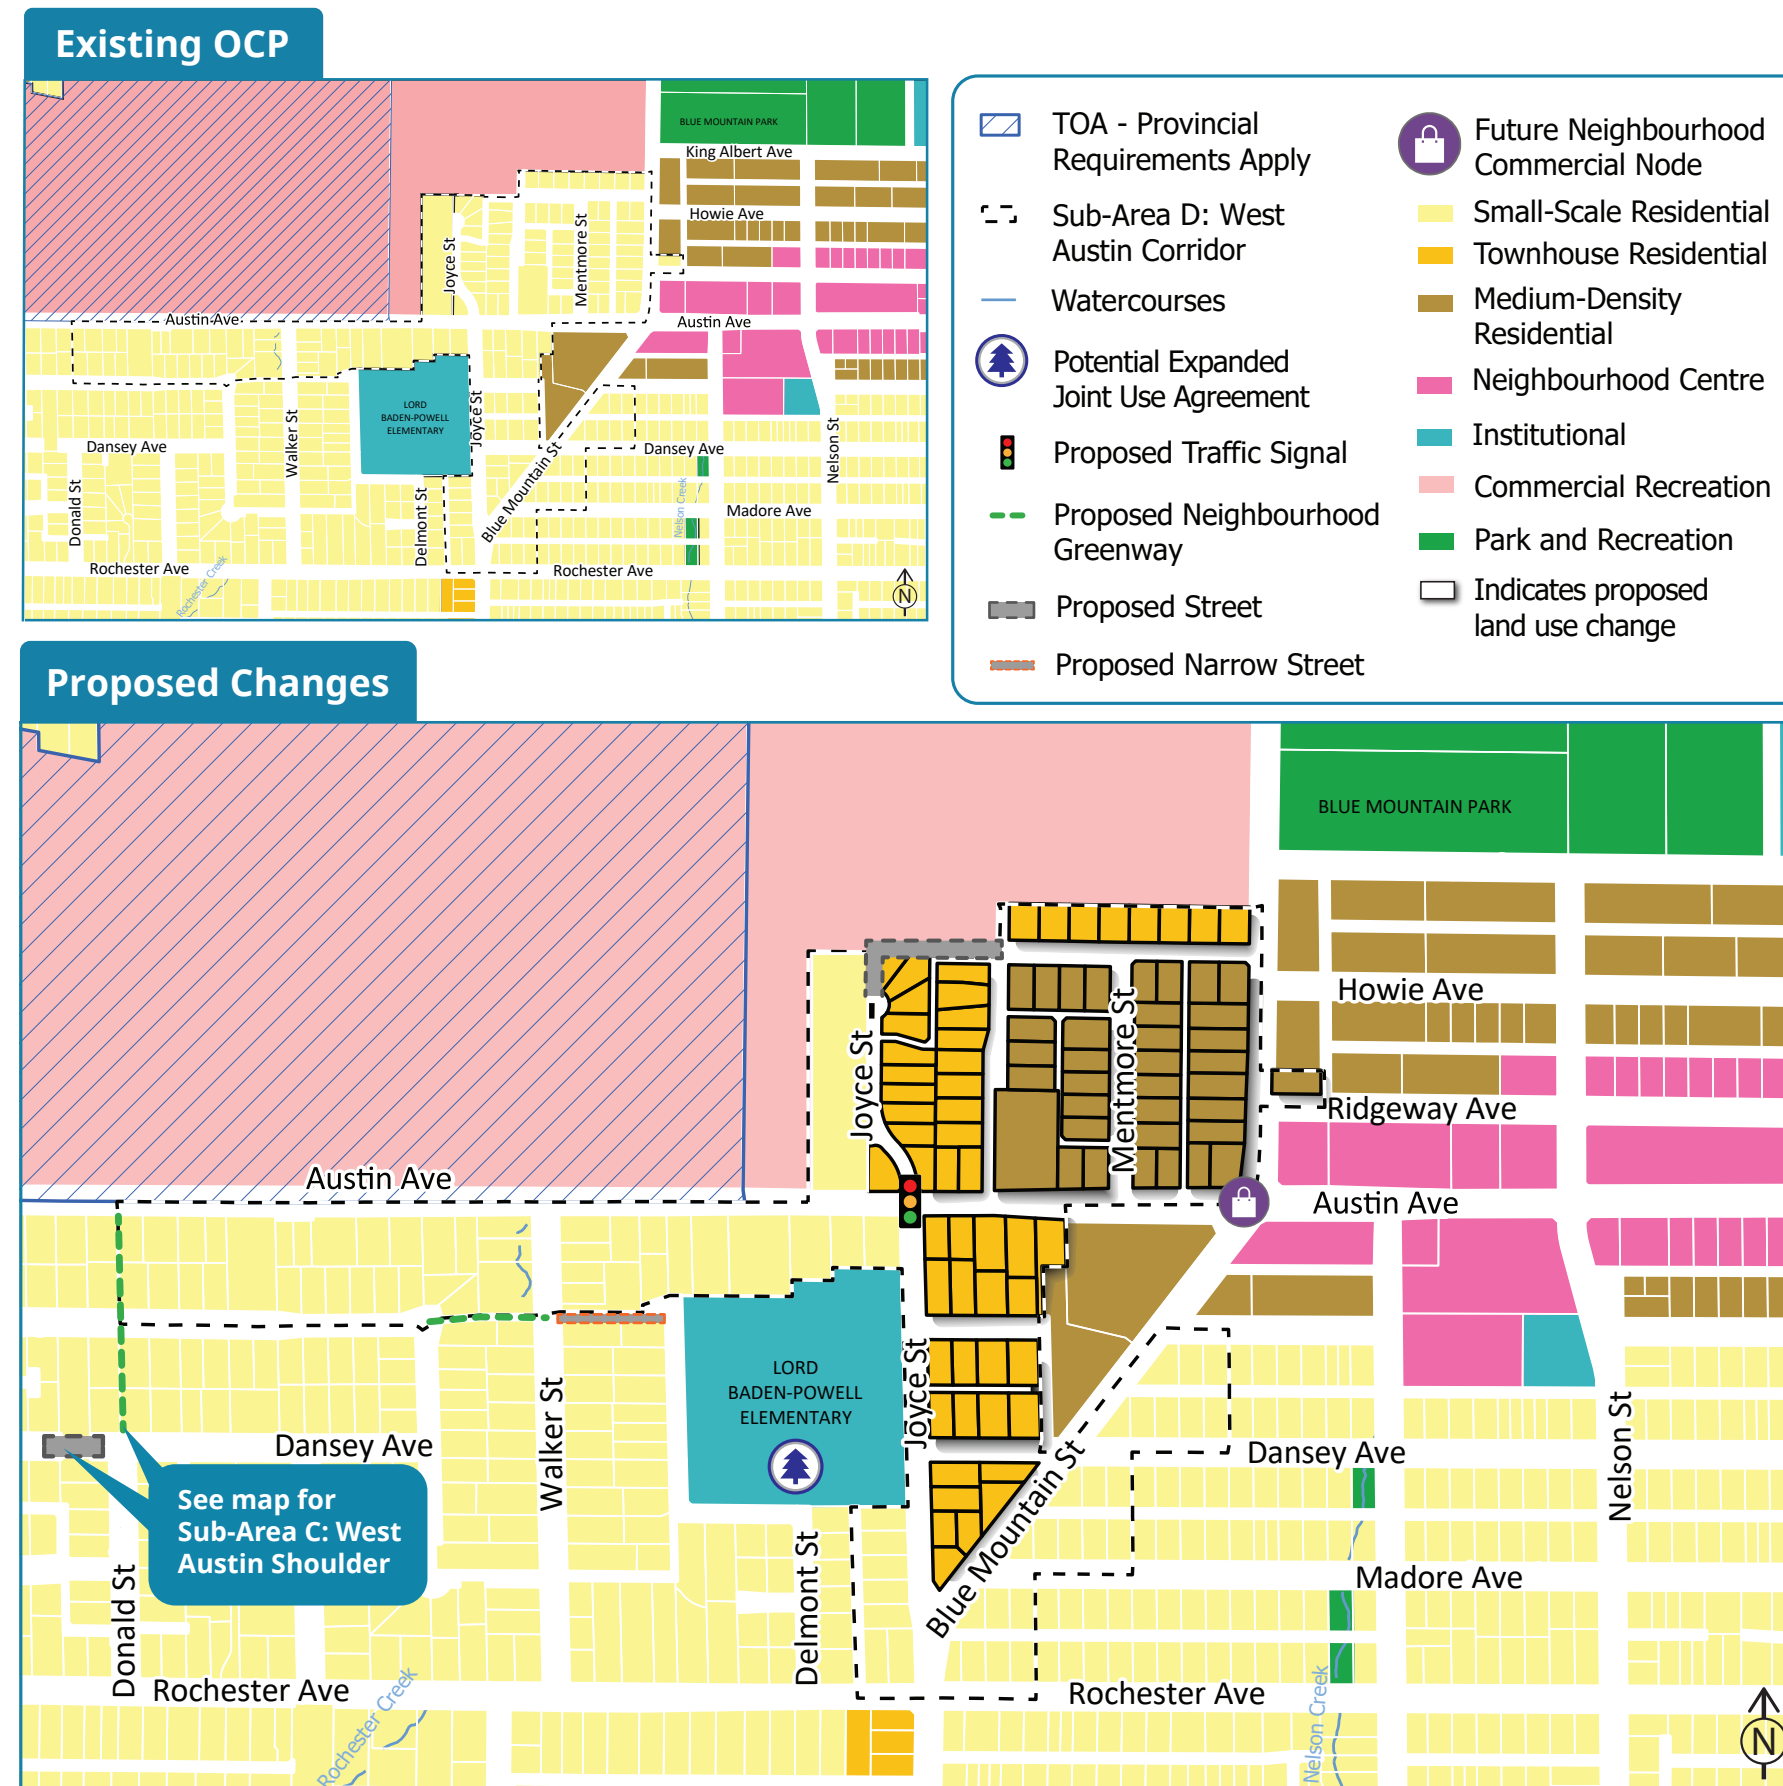 Existing OCP
BLUE MOUNTAIN PARK
King Albert Ave
Howie Ave
Mentmore St
Joyce St
Austin Ave
Austin Ave
LORD
BADEN-POWELL
ELEMENTARY
Joyce St
Walker St
Dansey Ave
Dansey Ave
Nelson St
Blue Mountain St
Donald St
Delmont St
Nelson Creek
Madore Ave
Rochester Ave
Rochester Creek
Rochester Ave
N
TOA - Provincial
Requirements Apply
Sub-Area D: West
Austin Corridor
Watercourses
Potential Expanded
Joint Use Agreement
Proposed Traffic Signal
Proposed Neighbourhood
Greenway
Proposed Street
Proposed Narrow Street
Future Neighbourhood
Commercial Node
Small-Scale Residential
Townhouse Residential
Medium-Density
Residential
Neighbourhood Centre
Institutional
Commercial Recreation
Park and Recreation
Indicates proposed
land use change
Proposed Changes
BLUE MOUNTAIN PARK
Howie Ave
Joyce St
Mentmore St
Ridgeway Ave
Austin Ave
Austin Ave
LORD
BADEN-POWELL
ELEMENTARY
Joyce St
Walker St
Dansey Ave
Dansey Ave
Nelson St
Blue Mountain St
See map for
Sub-Area C: West
Austin Shoulder
Donald St
Delmont St
Madore Ave
Rochester Ave
Rochester Ave
Rochester Creek
Nelson Creek
N